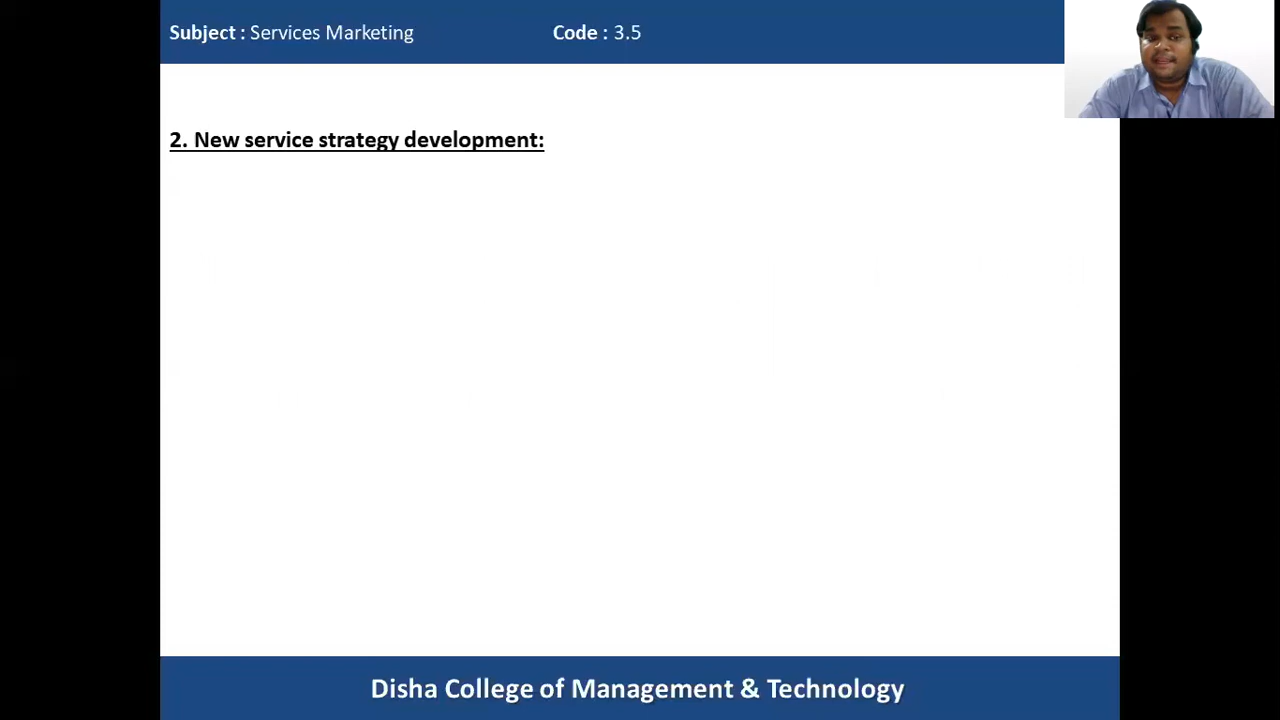 Subject : Services Marketing Code : 3.5
2. New service strategy development:
Disha College of Management & Technology